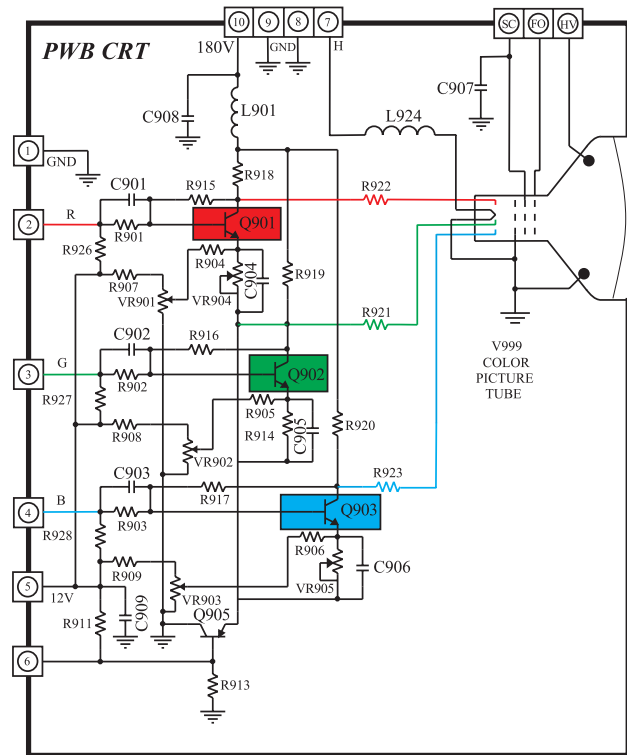 PWB CRT
10
9
8
7
SC
FO
HV
180V
GND
H
C907
C908
L901
L924
1
GND
C901
R915
R918
R922
2
R
R901
Q901
R926
R904
C904
R907
VR901
VR904
R919
R921
C902
R916
V999
COLOR
PICTURE
TUBE
3
G
R902
Q902
R927
R905
R908
R914
C905
R920
VR902
C903
R917
R923
4
B
R903
Q903
R928
R906
R909
C906
VR903
VR905
5
12V
C909
Q905
R911
6
R913